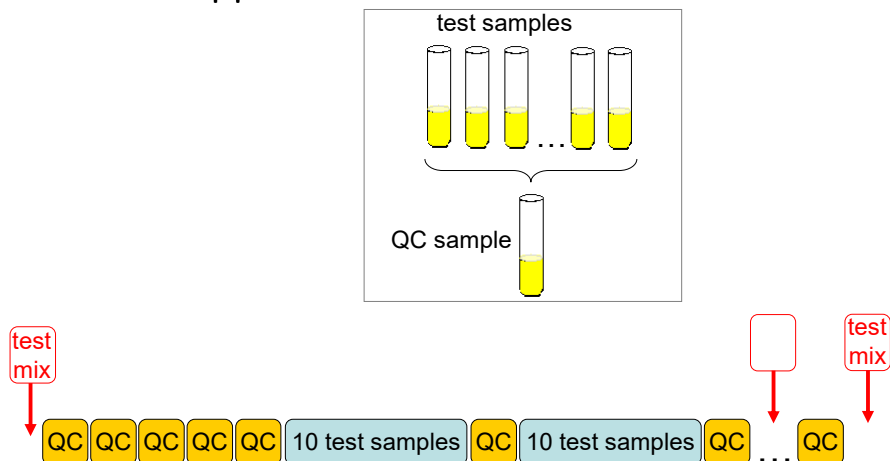 test samples
...
QC sample
test
mix
test
mix
QC QC QC QC QC 10 test samples QC 10 test samples QC ... QC